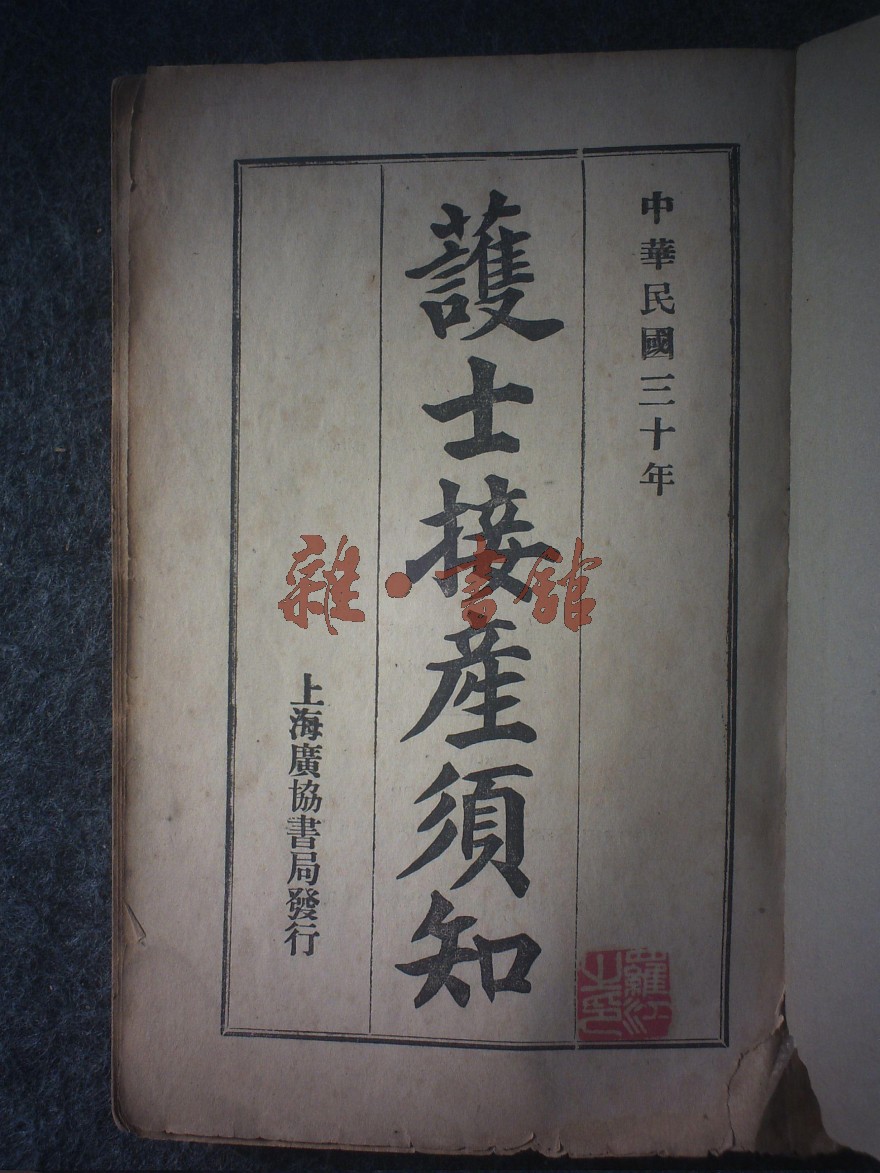 中華民國三十年
護士接產須知
上海廣協書局發行
雜·書館